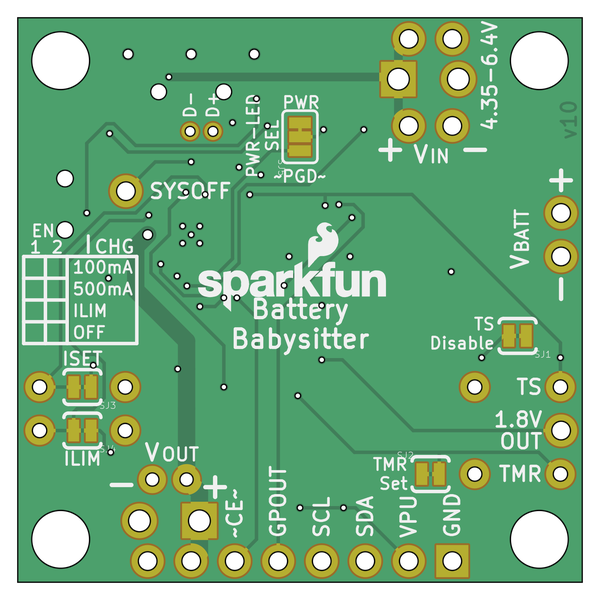 4.35-6.4V
v10
D-
D+
PWR-LED
SEL
PWR
~PGD~
+ VIN -
SYSOFF
+
VBATT
-
EN
1 2
ICHG
100mA
500mA
ILIM
OFF
sparkfun
Battery
Babysitter
TS
Disable
SJ1
ISET
SJ3
TS
1.8V
OUT
ILIM
VOUT
- +
TMR
Set
TMR
~CE~
GPOUT
SCL
SDA
VPU
GND